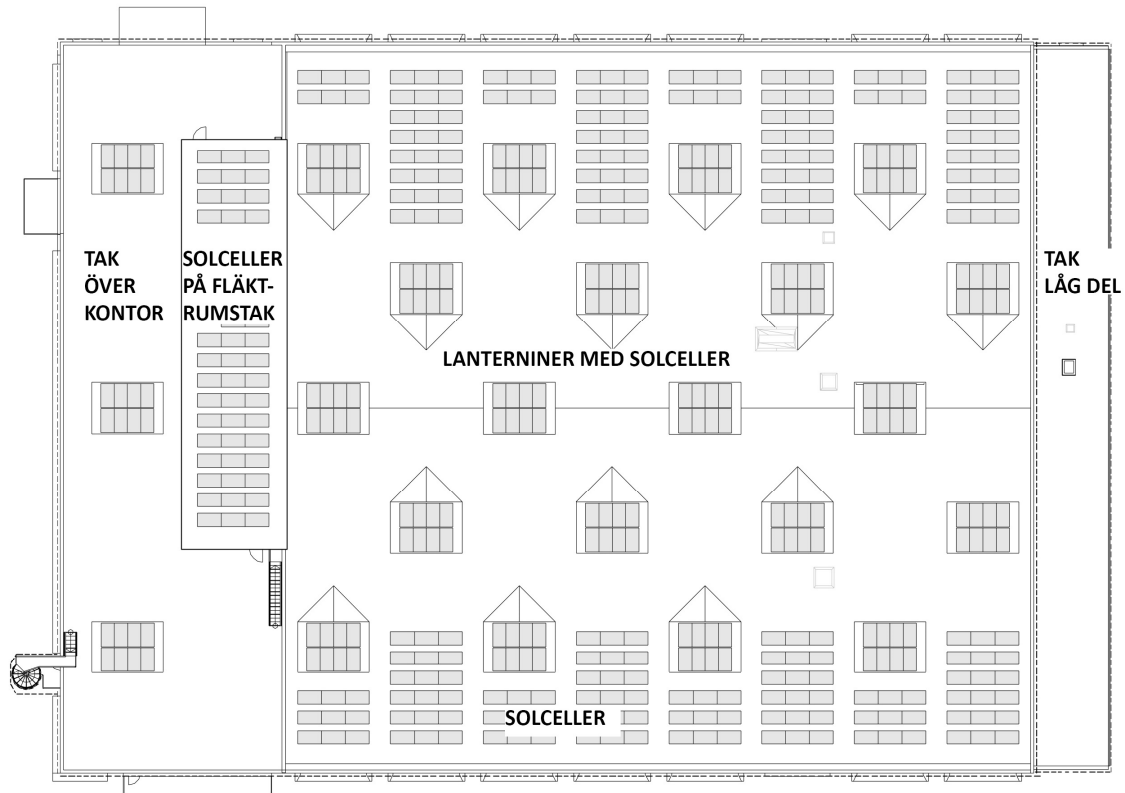 TAK
ÖVER
KONTOR
SOLCELLER
PÅ FLÄKT-
RUMSTAK
LANTERNINER MED SOLCELLER
TAK
LÅG DEL
SOLCELLER